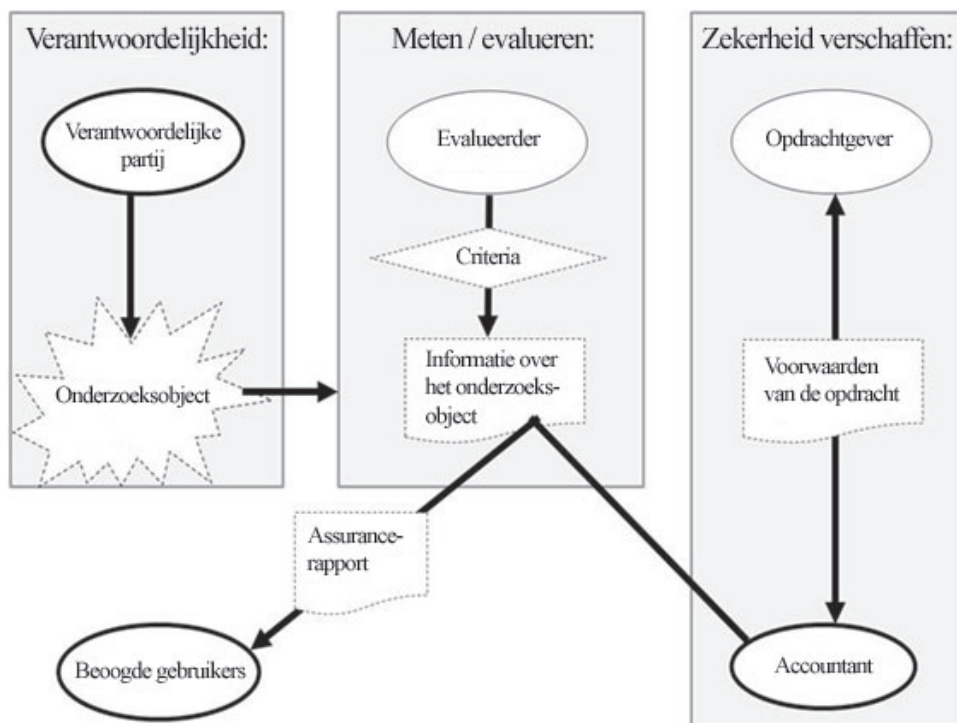 Verantwoordelijkheid:
Verantwoordelijke
partij
Onderzoeksobject
Meten / evalueren:
Evalueerder
Criteria
Informatie over
het onderzoeks-
object
Zekerheid verschaffen:
Opdrachtgever
Voorwaarden
van de opdracht
Assurance-
rapport
Beoogde gebruikers
Accountant